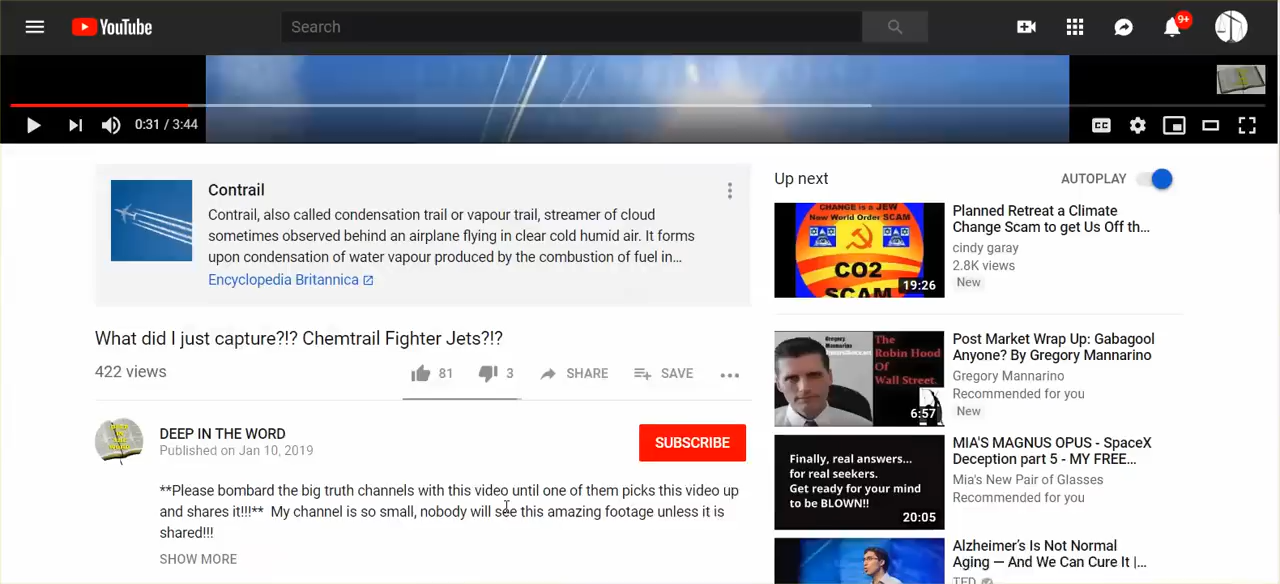 YouTube
Search
9+
0:31 / 3:44
CC
Contrail
Contrail, also called condensation trail or vapour trail, streamer of cloud
sometimes observed behind an airplane flying in clear cold humid air. It forms
upon condensation of water vapour produced by the combustion of fuel in...
Encyclopedia Britannica
What did I just capture?!? Chemtrail Fighter Jets?!?
422 views
81
3
SHARE
SAVE
DEEP IN THE WORD
Published on Jan 10, 2019
SUBSCRIBE
**Please bombard the big truth channels with this video until one of them picks this video up
and shares it!!!** My channel is so small, nobody will see this amazing footage unless it is
shared!!!
SHOW MORE
Up next
AUTOPLAY
CHANGE is a JEW
New World Order SCAM
CO2
SCAM
19:26
Planned Retreat a Climate
Change Scam to get Us Off th...
cindy garay
2.8K views
New
Gregory
Mannarino
The
Robin Hood
Of
Wall Street.
6:57
Post Market Wrap Up: Gabagool
Anyone? By Gregory Mannarino
Gregory Mannarino
Recommended for you
New
Finally, real answers...
for real seekers.
Get ready for your mind
to be BLOWN!!
20:05
MIA'S MAGNUS OPUS - SpaceX
Deception part 5 - MY FREE...
Mia's New Pair of Glasses
Recommended for you
Alzheimer's Is Not Normal
Aging — And We Can Cure It |...
TED